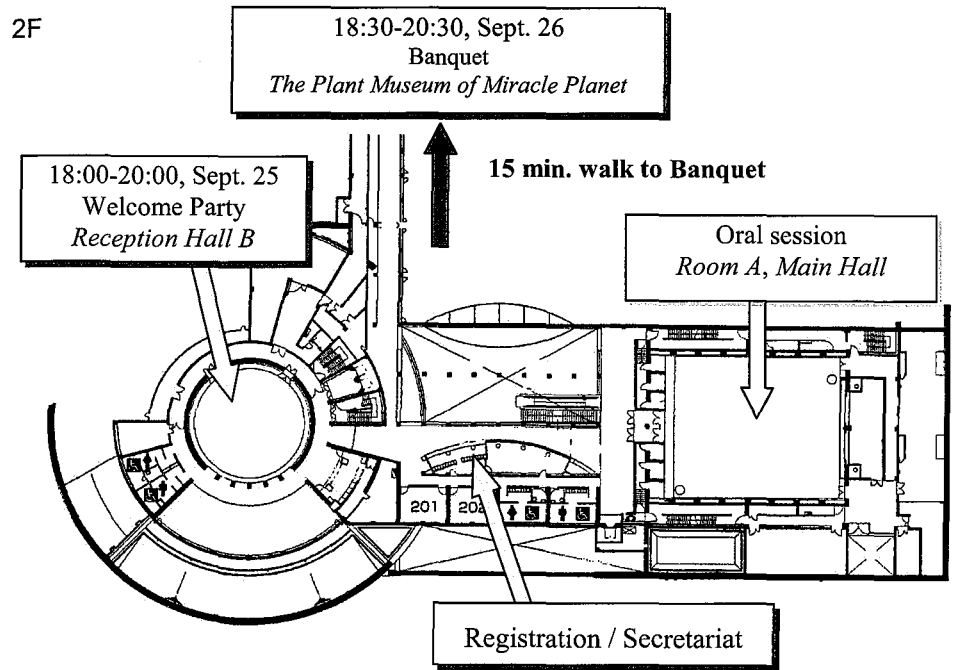 2F
18:30-20:30, Sept. 26
Banquet
The Plant Museum of Miracle Planet
15 min. walk to Banquet
18:00-20:00, Sept. 25
Welcome Party
Reception Hall B
Oral session
Room A, Main Hall
201
202
Registration / Secretariat